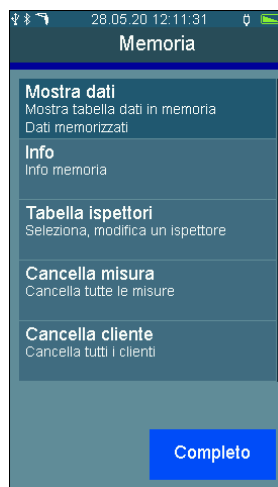 28.05.20 12:11:31
Memoria
Mostra dati
Mostra tabella dati in memoria
Dati memorizzati
Info
Info memoria
Tabella ispettori
Seleziona, modifica un ispettore
Cancella misura
Cancella tutte le misure
Cancella cliente
Cancella tutti i clienti
Completo